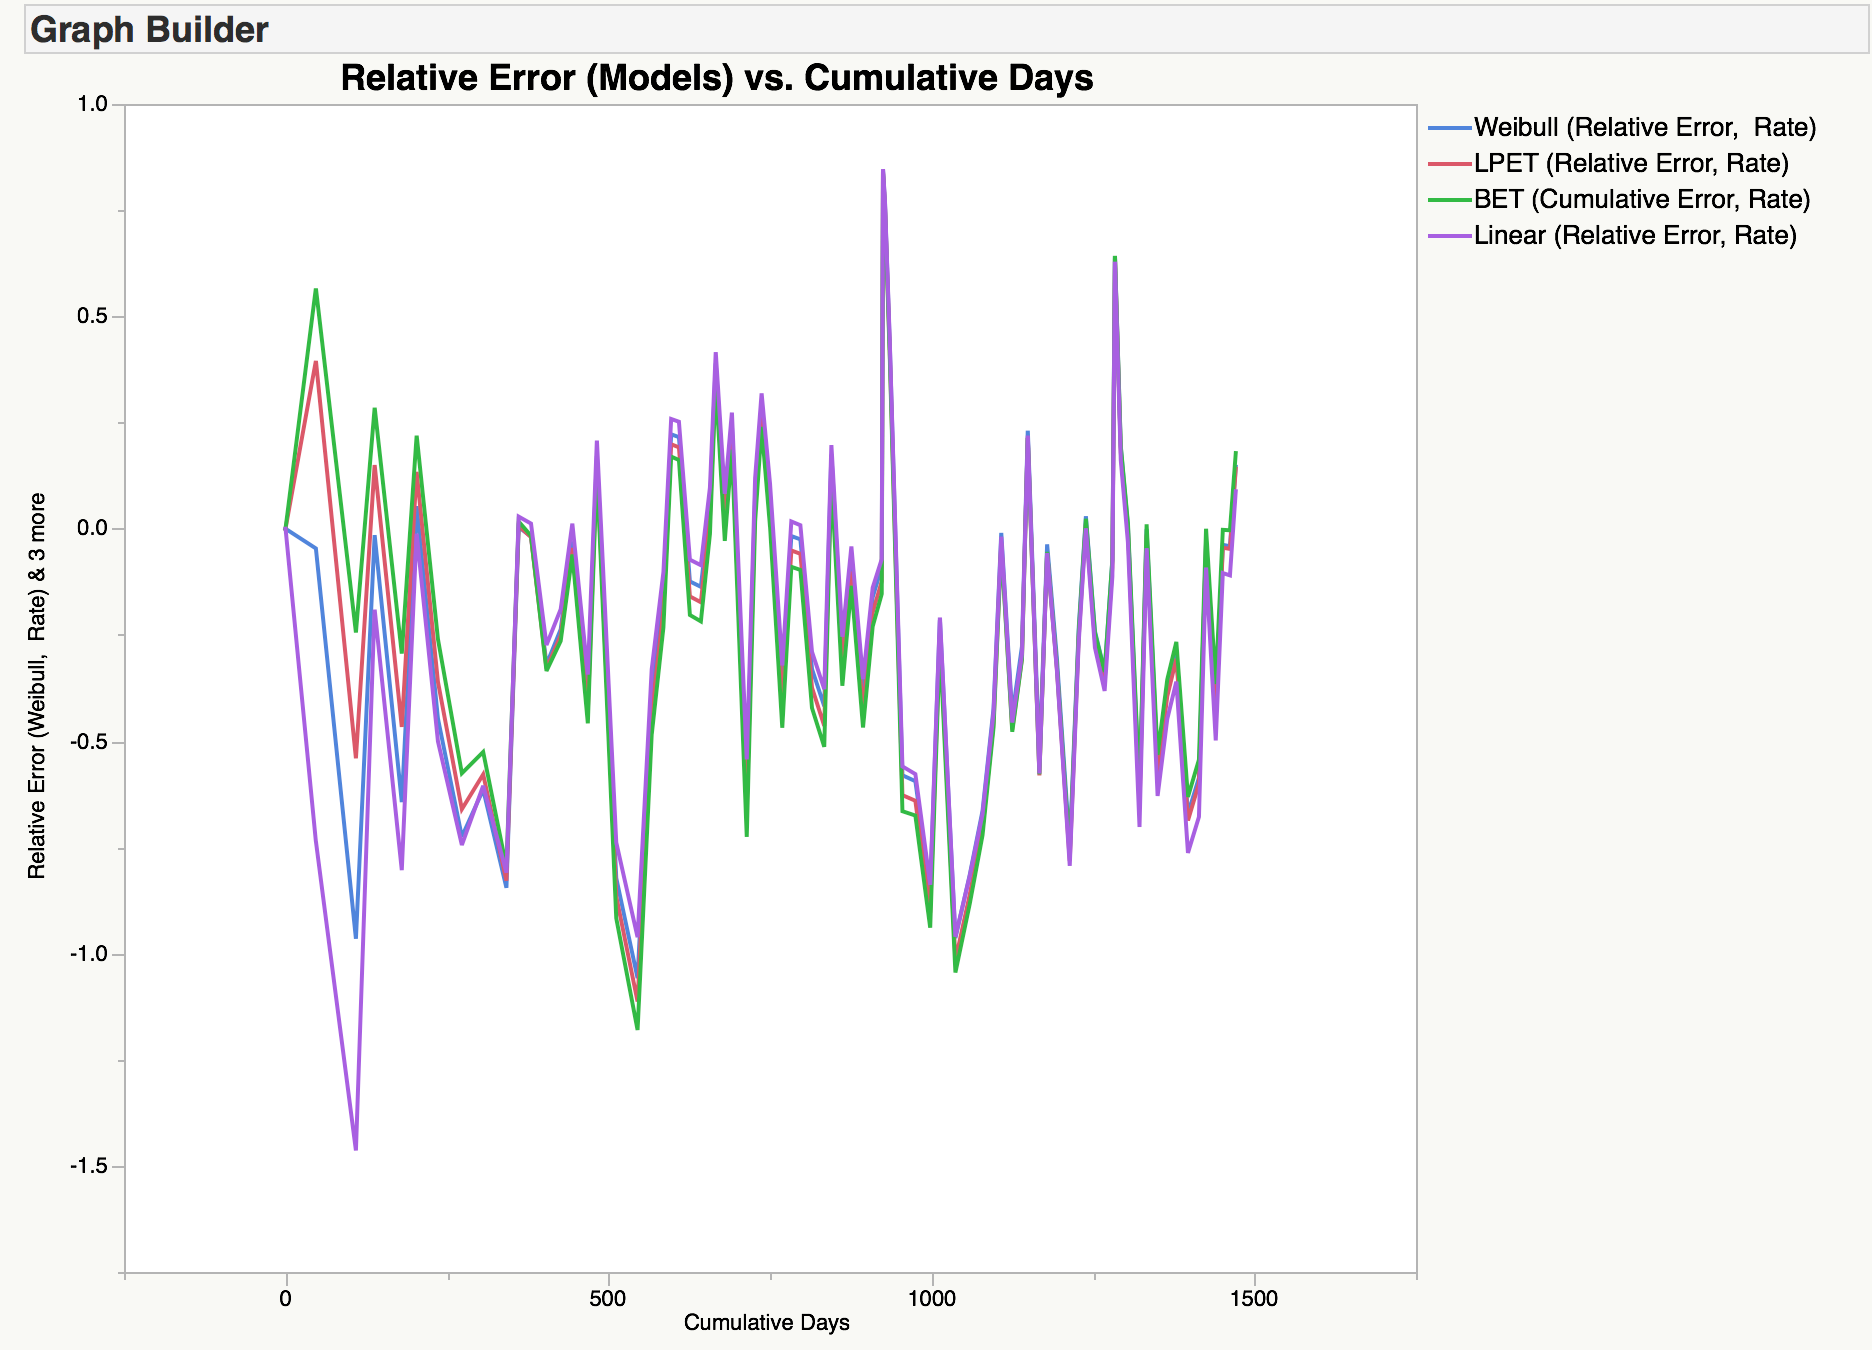 Graph Builder
Relative Error (Models) vs. Cumulative Days
1.0
0.5
0.0
-0.5
-1.0
-1.5
Relative Error (Weibull, Rate) & 3 more
0
500
1000
1500
Cumulative Days
Weibull (Relative Error, Rate)
LPET (Relative Error, Rate)
BET (Cumulative Error, Rate)
Linear (Relative Error, Rate)